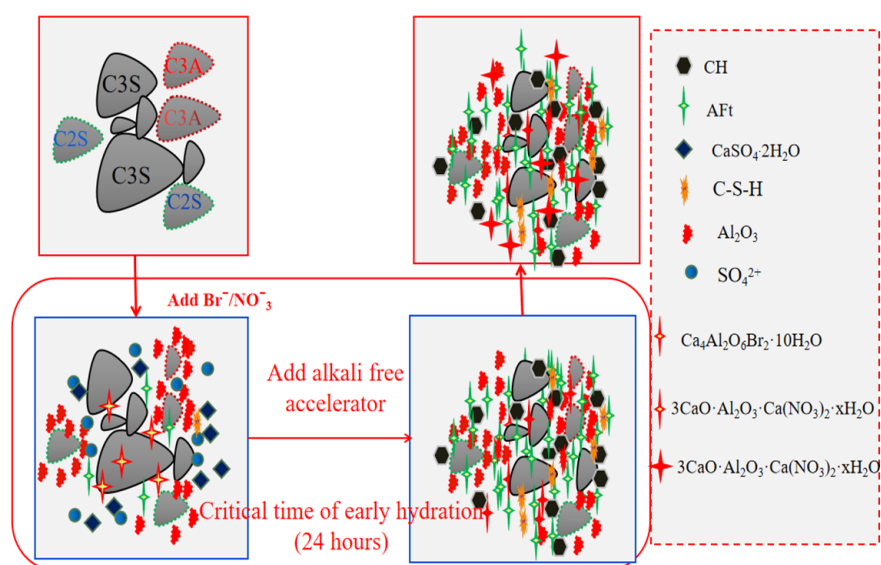 C3A
C3S
C3A
C2S
C3S
C2S
Add Br⁻/NO⁻₃
Add alkali free
accelerator
Critical time of early hydration
(24 hours)
CH
AFt
CaSO₄·2H₂O
C-S-H
Al₂O₃
SO₄²⁺
Ca₄Al₂O₆Br₂·10H₂O
3CaO·Al₂O₃·Ca(NO₃)₂·xH₂O
3CaO·Al₂O₃·Ca(NO₃)₂·xH₂O